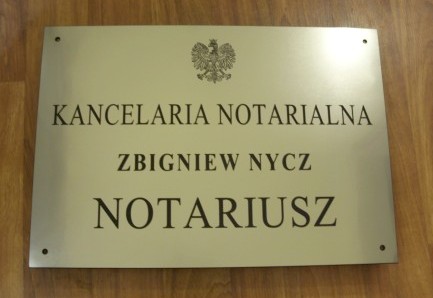 KANCELARIA NOTARIALNA
ZBIGNIEW NYCZ
NOTARIUSZ